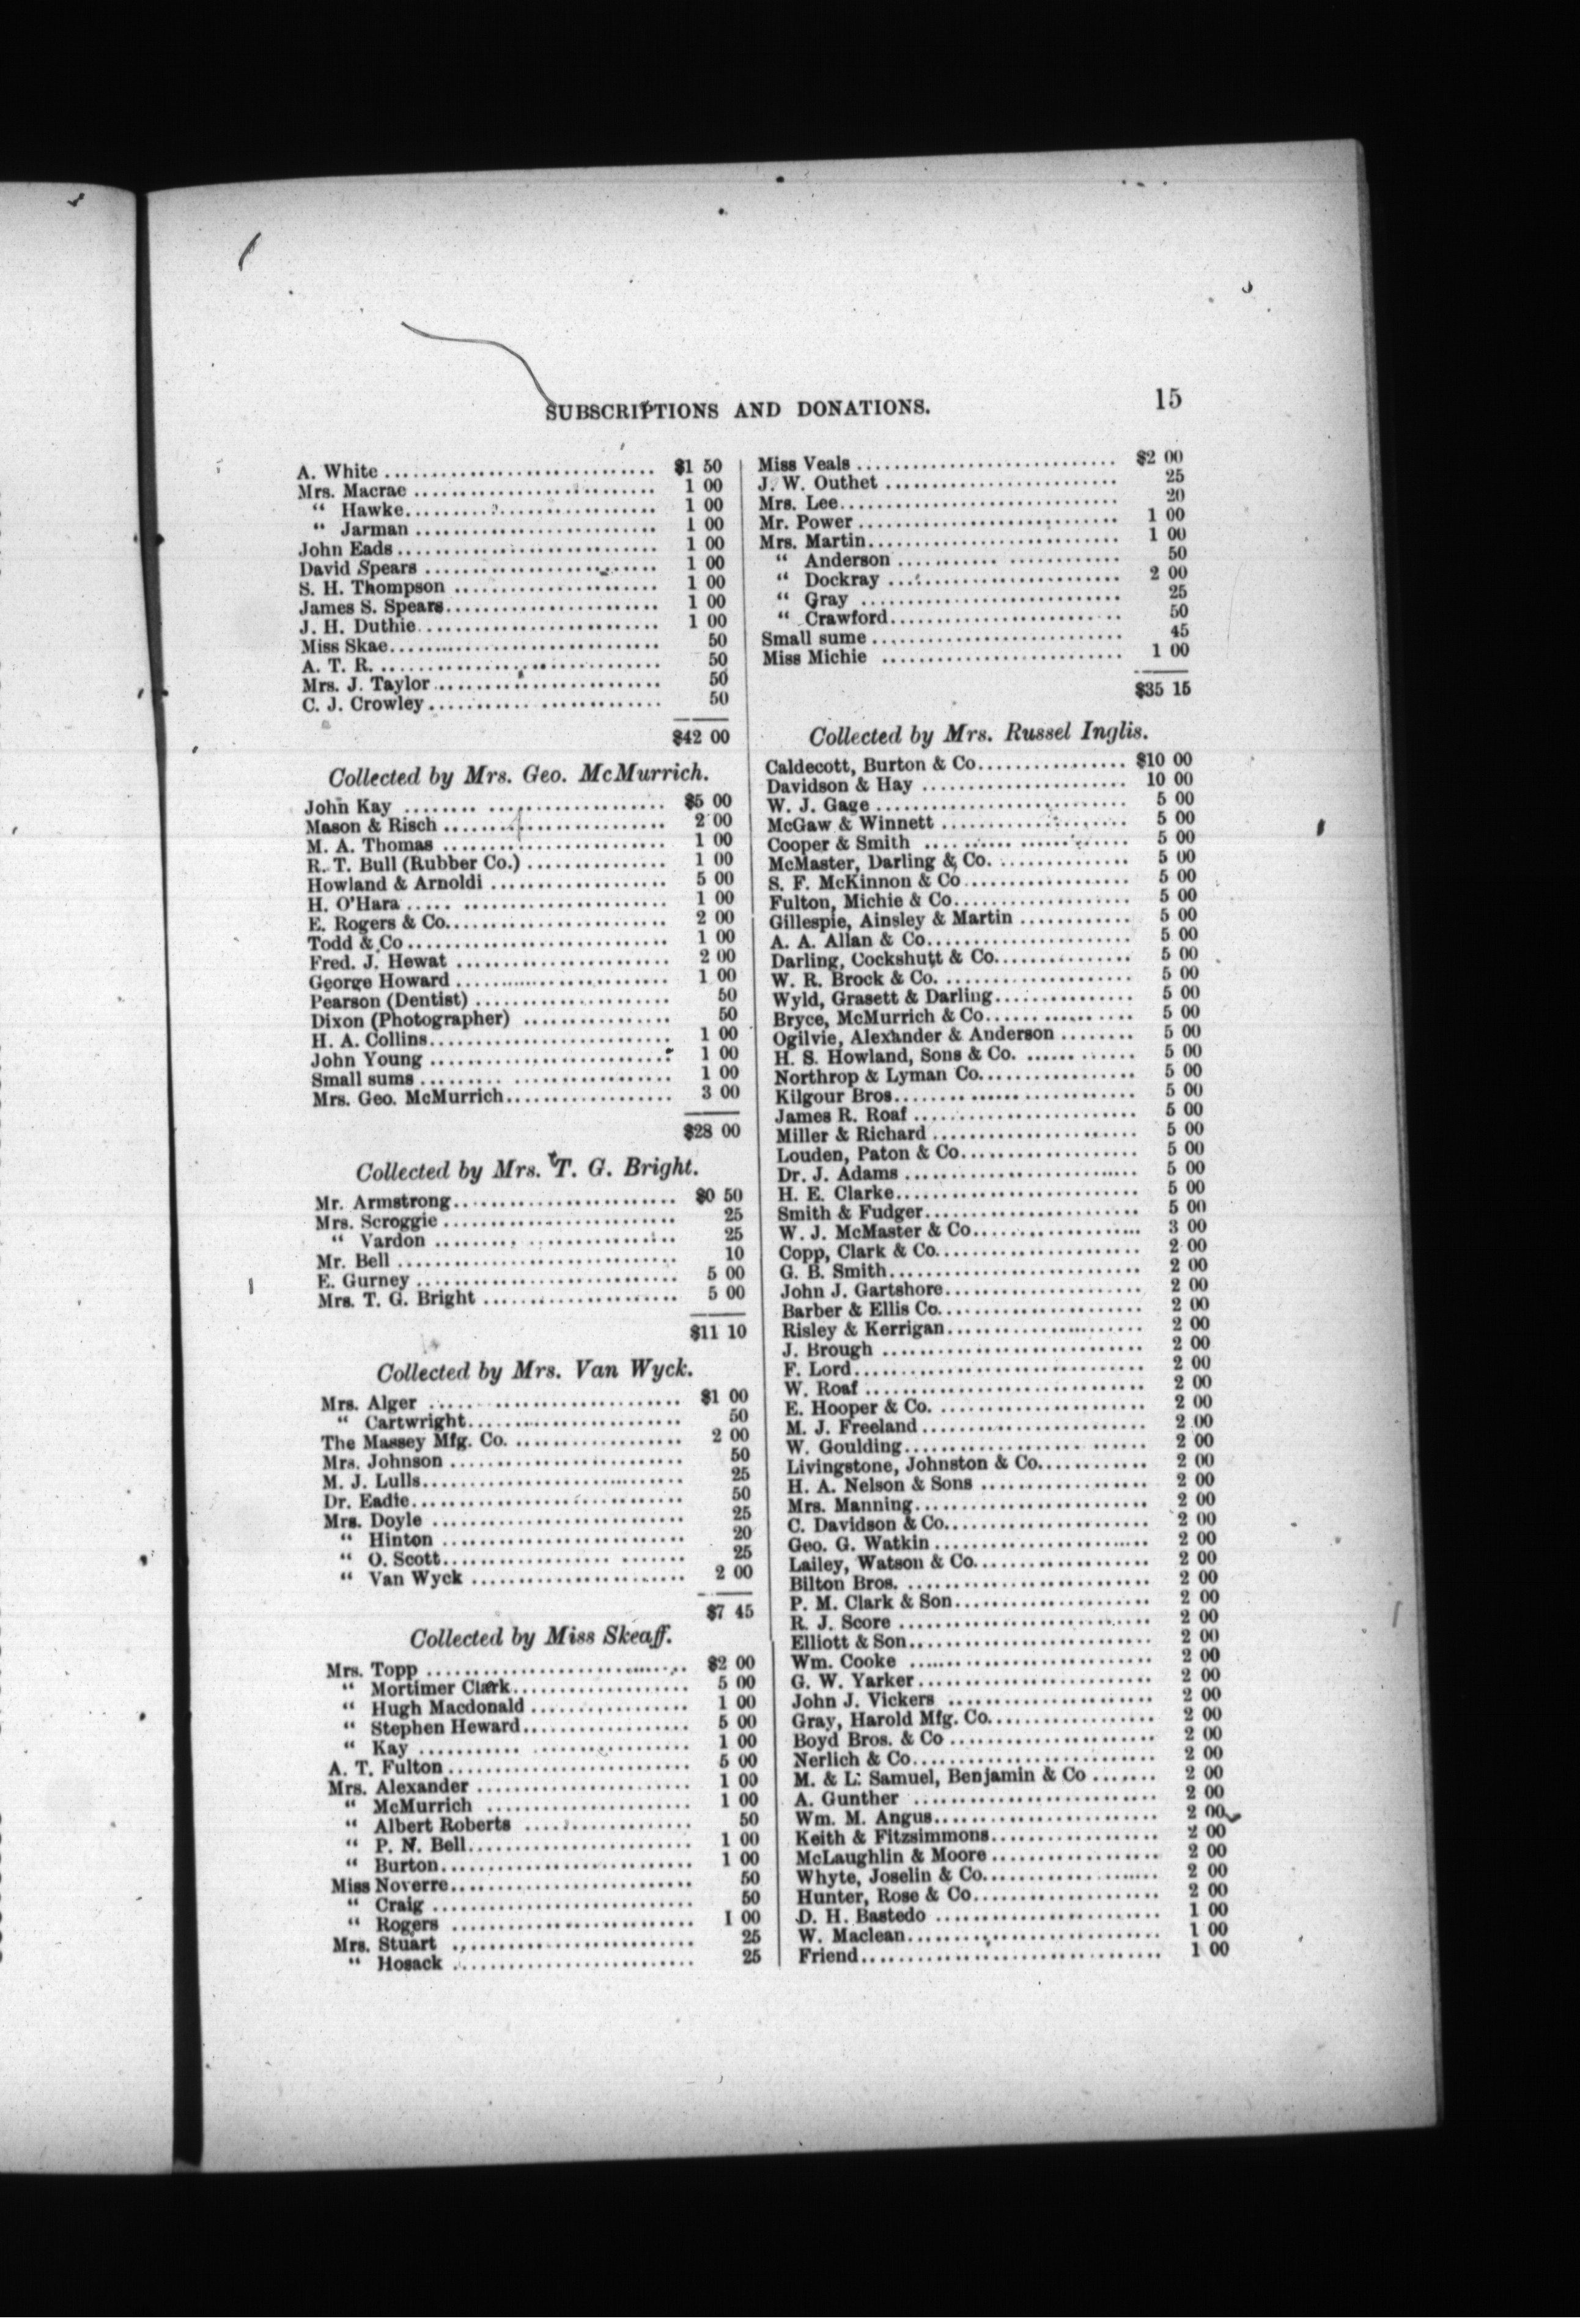 SUBSCRIPTIONS AND DONATIONS. 15
A. White ............ $1 50
Mrs. Macrae ............ 1 00
“ Hawke............ 1 00
“ Jarman ............ 1 00
John Eads............ 1 00
David Spears ............ 1 00
S. H. Thompson ............ 1 00
James S. Spears............ 1 00
J. H. Duthie............ 1 00
Miss Skae............ 50
A. T. R. ............ 50
Mrs. J. Taylor............ 50
C. J. Crowley............ 50
$42 00
Collected by Mrs. Geo. McMurrich.
John Kay ............ $5 00
Mason & Risch ............ 2 00
M. A. Thomas ............ 1 00
R. T. Bull (Rubber Co.) ............ 1 00
Howland & Arnoldi ............ 5 00
H. O'Hara ............ 1 00
E. Rogers & Co............. 2 00
Todd & Co............ 1 00
Fred. J. Hewat ............ 2 00
George Howard ............ 1 00
Pearson (Dentist) ............ 50
Dixon (Photographer) ............ 50
H. A. Collins............ 1 00
John Young ............ 1 00
Small sums ............ 1 00
Mrs. Geo. McMurrich............ 3 00
$28 00
Collected by Mrs. T. G. Bright.
Mr. Armstrong............ $0 50
Mrs. Scroggie ............ 25
“ Vardon ............ 25
Mr. Bell ............ 10
E. Gurney ............ 5 00
Mrs. T. G. Bright ............ 5 00
$11 10
Collected by Mrs. Van Wyck.
Mrs. Alger ............ $1 00
“ Cartwright............ 50
The Massey Mfg. Co. ............ 2 00
Mrs. Johnson ............ 50
M. J. Lulls............ 25
Dr. Eadie............ 50
Mrs. Doyle ............ 25
“ Hinton ............ 20
“ O. Scott............ 25
“ Van Wyck ............ 2 00
$7 45
Collected by Miss Skeaff.
Mrs. Topp ............ $2 00
“ Mortimer Clark............ 5 00
“ Hugh Macdonald ............ 1 00
“ Stephen Heward............ 5 00
“ Kay ............ 1 00
A. T. Fulton............ 5 00
Mrs. Alexander ............ 1 00
“ McMurrich ............ 1 00
“ Albert Roberts ............ 50
“ P. N. Bell............ 1 00
“ Burton............ 1 00
Miss Noverre............ 50
“ Craig ............ 50
“ Rogers ............ 1 00
Mrs. Stuart ............ 25
“ Hosack ............ 25
Miss Veals ............ $2 00
J. W. Outhet ............ 25
Mrs. Lee............ 20
Mr. Power ............ 1 00
Mrs. Martin............ 1 00
“ Anderson ............ 50
“ Dockray ............ 2 00
“ Gray ............ 25
“ Crawford............ 50
Small sume ............ 45
Miss Michie ............ 1 00
$35 15
Collected by Mrs. Russel Inglis.
Caldecott, Burton & Co............ $10 00
Davidson & Hay ............ 10 00
W. J. Gage ............ 5 00
McGaw & Winnett ............ 5 00
Cooper & Smith ............ 5 00
McMaster, Darling & Co. ............ 5 00
S. F. McKinnon & Co............ 5 00
Fulton, Michie & Co............ 5 00
Gillespie, Ainsley & Martin ............ 5 00
A. A. Allan & Co............ 5 00
Darling, Cockshutt & Co............. 5 00
W. R. Brock & Co. ............ 5 00
Wyld, Grasett & Darling............ 5 00
Bryce, McMurrich & Co............ 5 00
Ogilvie, Alexander & Anderson ............ 5 00
H. S. Howland, Sons & Co. ............ 5 00
Northrop & Lyman Co............. 5 00
Kilgour Bros............ 5 00
James R. Roaf ............ 5 00
Miller & Richard ............ 5 00
Louden, Paton & Co............ 5 00
Dr. J. Adams ............ 5 00
H. E. Clarke............ 5 00
Smith & Fudger............ 5 00
W. J. McMaster & Co............ 3 00
Copp, Clark & Co............. 2 00
G. B. Smith............ 2 00
John J. Gartshore............ 2 00
Barber & Ellis Co............. 2 00
Risley & Kerrigan............ 2 00
J. Brough ............ 2 00
F. Lord............ 2 00
W. Roaf ............ 2 00
E. Hooper & Co. ............ 2 00
M. J. Freeland ............ 2 00
W. Goulding............ 2 00
Livingstone, Johnston & Co............. 2 00
H. A. Nelson & Sons ............ 2 00
Mrs. Manning............ 2 00
C. Davidson & Co............. 2 00
Geo. G. Watkin ............ 2 00
Lailey, Watson & Co............. 2 00
Bilton Bros. ............ 2 00
P. M. Clark & Son............ 2 00
R. J. Score ............ 2 00
Elliott & Son............ 2 00
Wm. Cooke ............ 2 00
G. W. Yarker............ 2 00
John J. Vickers ............ 2 00
Gray, Harold Mfg. Co............. 2 00
Boyd Bros. & Co ............ 2 00
Nerlich & Co............ 2 00
M. & L. Samuel, Benjamin & Co ............ 2 00
A. Gunther ............ 2 00
Wm. M. Angus............ 2 00
Keith & Fitzsimmons............ 2 00
McLaughlin & Moore ............ 2 00
Whyte, Joselin & Co............. 2 00
Hunter, Rose & Co............ 2 00
D. H. Bastedo ............ 1 00
W. Maclean............ 1 00
Friend............ 1 00